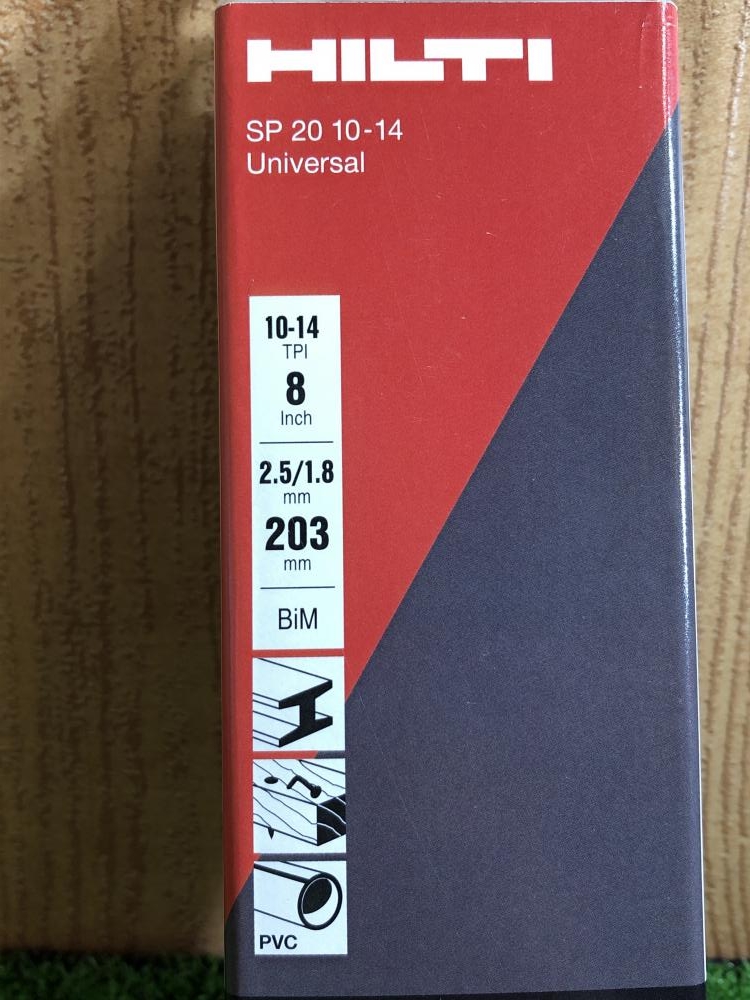 HILTI
SP 20 10-14
Universal
10-14
TPI
8
Inch
2.5/1.8
mm
203
mm
BiM
PVC